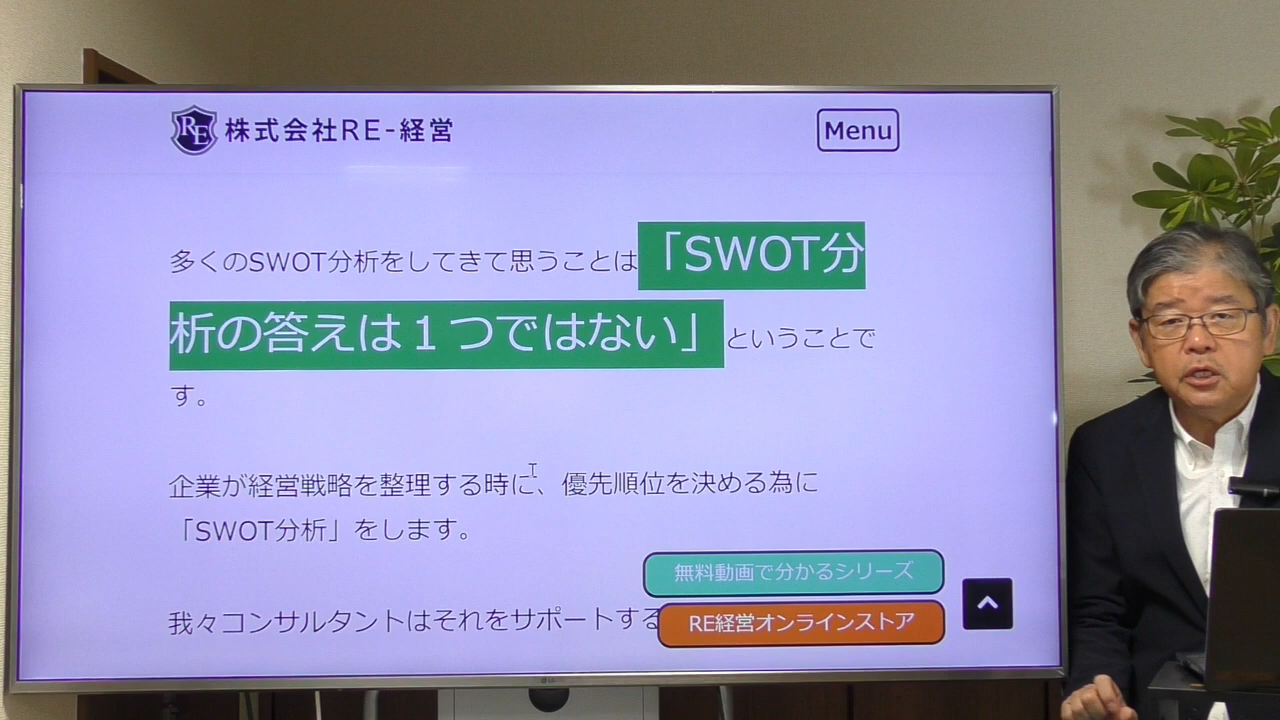 RE 株式会社RE-経営
Menu
多くのSWOT分析をしてきて思うことは「SWOT分
析の答えは１つではない」ということで
す。
企業が経営戦略を整理する時に、優先順位を決める為に
「SWOT分析」をします。
無料動画で分かるシリーズ
我々コンサルタントはそれをサポートする
RE経営オンラインストア
LG